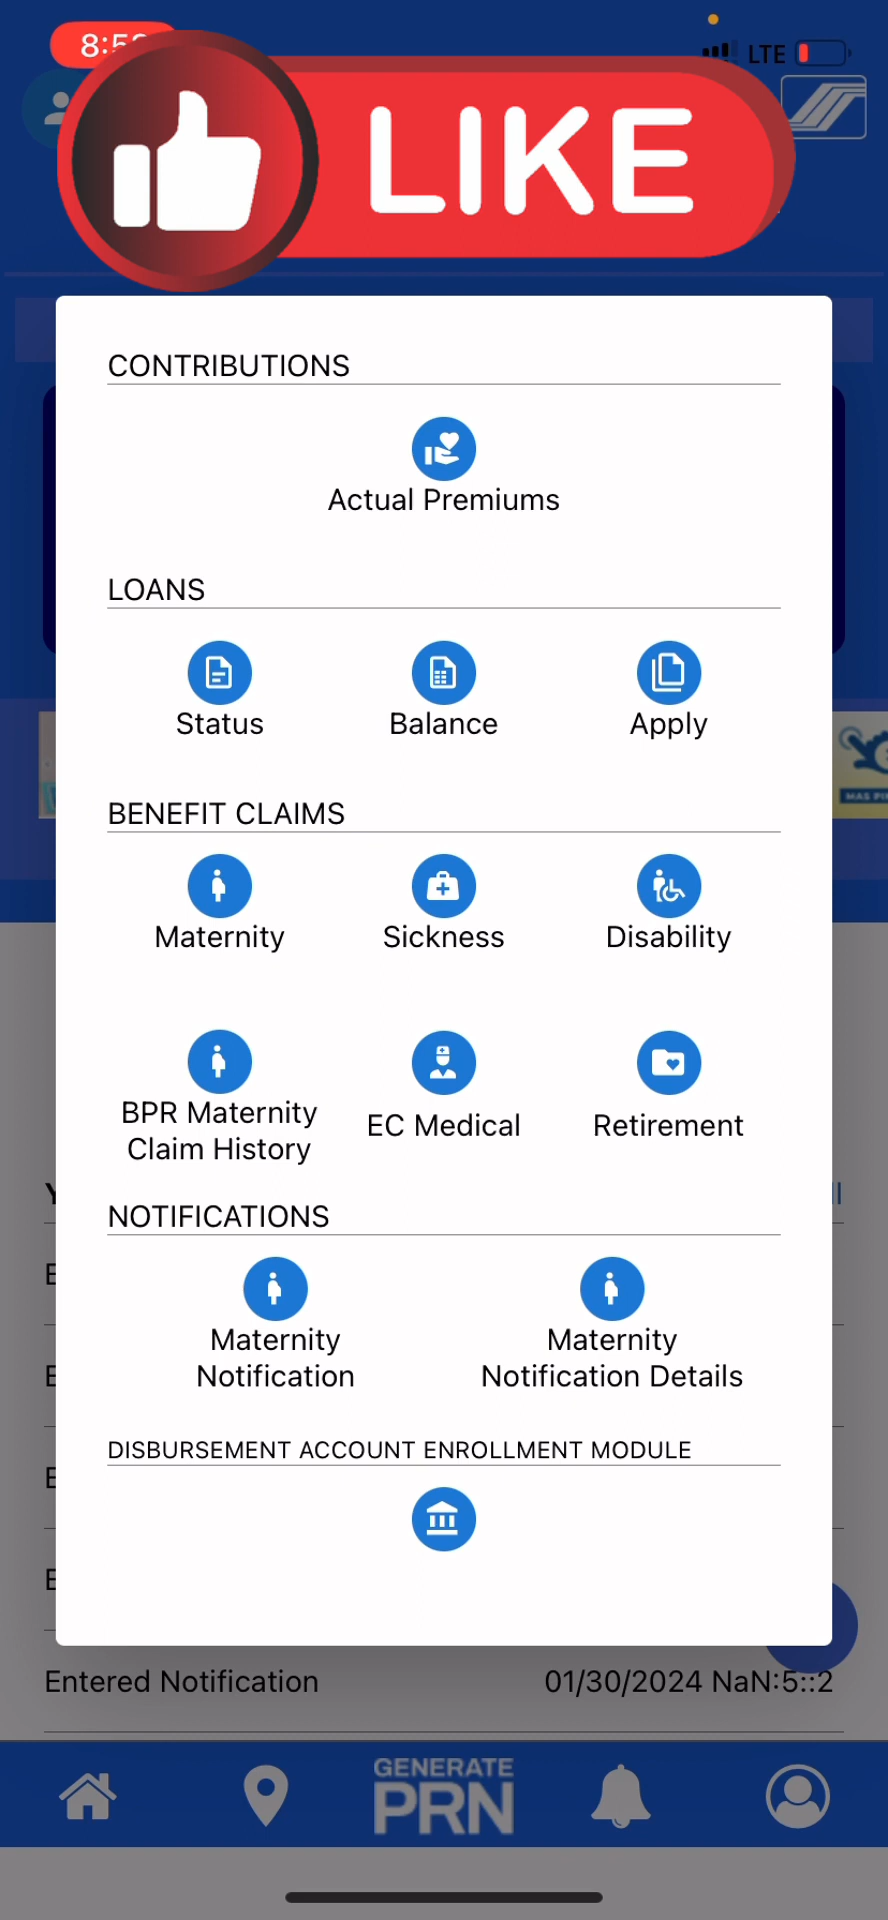 LTE
LIKE
CONTRIBUTIONS
Actual Premiums
LOANS
Status Balance Apply
BENEFIT CLAIMS
Maternity Sickness Disability
BPR Maternity
Claim History
EC Medical
Retirement
NOTIFICATIONS
Maternity
Notification
Maternity
Notification Details
DISBURSEMENT ACCOUNT ENROLLMENT MODULE
Entered Notification 01/30/2024 NaN:5::2
GENERATE
PRN